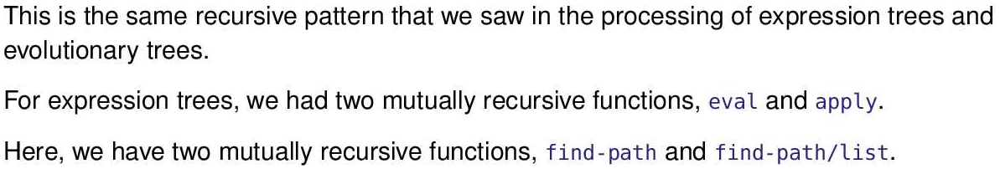 This is the same recursive pattern that we saw in the processing of expression trees and
evolutionary trees.
For expression trees, we had two mutually recursive functions, eval and apply.
Here, we have two mutually recursive functions, find-path and find-path/list.